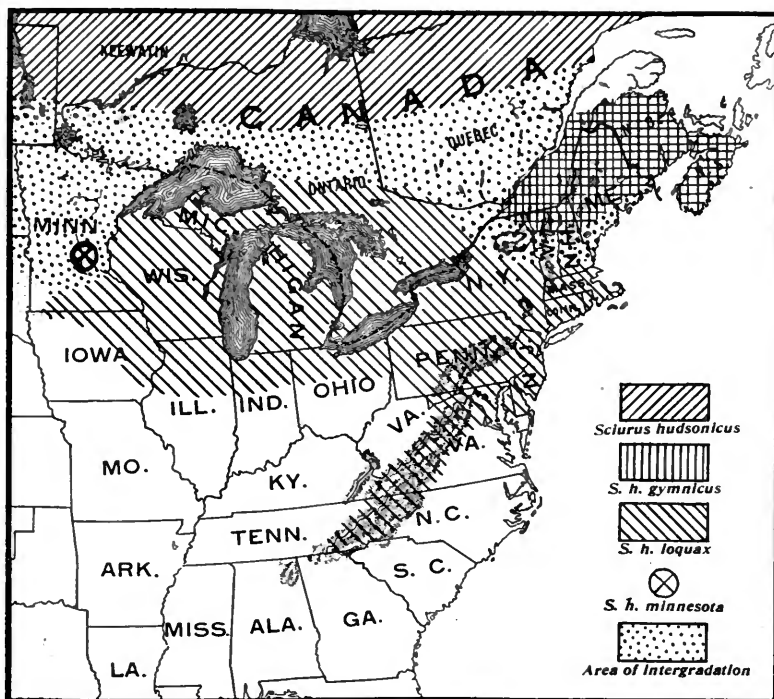 KEEWATIN
CANADA
QUEBEC
ONTARIO
MINN
MICHIGAN
WIS.
N.Y.
ME
N.H.
MASS.
CONN.
IOWA
PENN
N.J.
ILL.
IND.
OHIO
VA.
VA.
MO.
KY.
TENN.
N.C.
ARK.
S. C.
MISS.
ALA.
GA.
LA.
Sciurus hudsonicus
S. h. gymnicus
S. h. loquax
S. h. minnesota
Area of Intergradation